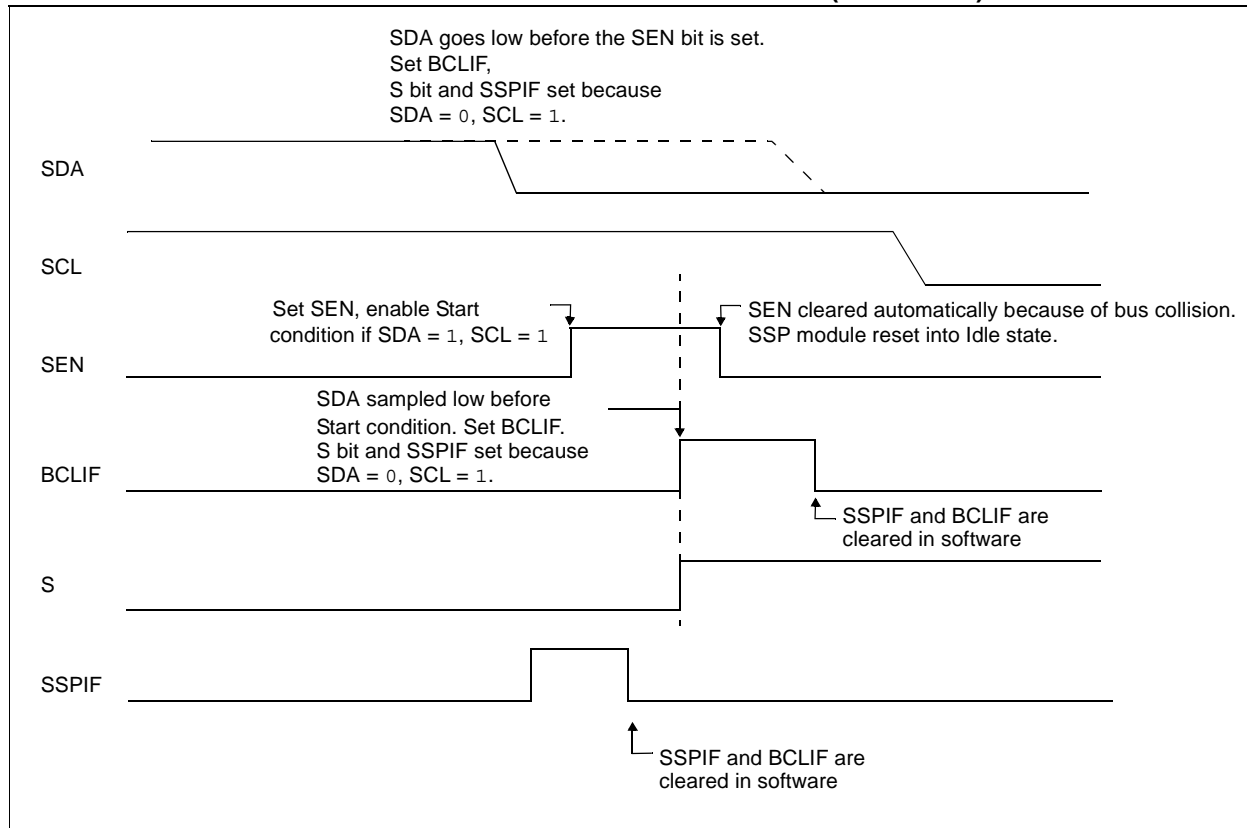 SDA goes low before the SEN bit is set.
Set BCLIF,
S bit and SSPIF set because
SDA = 0, SCL = 1.
SDA
SCL
Set SEN, enable Start
condition if SDA = 1, SCL = 1
SEN cleared automatically because of bus collision.
SSP module reset into Idle state.
SEN
SDA sampled low before
Start condition. Set BCLIF.
S bit and SSPIF set because
SDA = 0, SCL = 1.
BCLIF
SSPIF and BCLIF are
cleared in software
S
SSPIF
SSPIF and BCLIF are
cleared in software